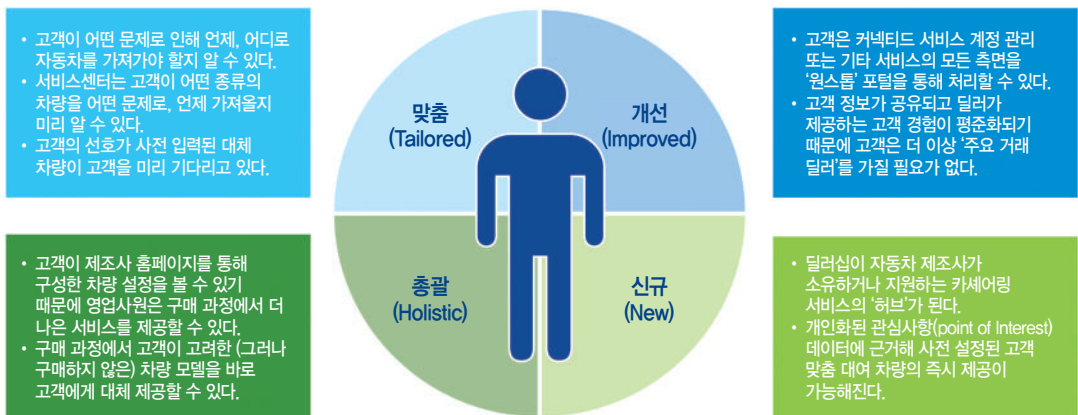 • 고객이 어떤 문제로 인해 언제, 어디로
자동차를 가져가야 할지 알 수 있다.
• 서비스센터는 고객이 어떤 종류의
차량을 어떤 문제로, 언제 가져올지
미리 알 수 있다.
• 고객의 선호가 사전 입력된 대체
차량이 고객을 미리 기다리고 있다.
맞춤
(Tailored)
개선
(Improved)
• 고객은 커넥티드 서비스 계정 관리
또는 기타 서비스의 모든 측면을
‘원스톱’ 포털을 통해 처리할 수 있다.
• 고객 정보가 공유되고 딜러가
제공하는 고객 경험이 평준화되기
때문에 고객은 더 이상 ‘주요 거래
딜러’를 가질 필요가 없다.
• 고객이 제조사 홈페이지를 통해
구성한 차량 설정을 볼 수 있기
때문에 영업사원은 구매 과정에서 더
나은 서비스를 제공할 수 있다.
• 구매 과정에서 고객이 고려한 (그러나
구매하지 않은) 차량 모델을 바로
고객에게 대체 제공할 수 있다.
총괄
(Holistic)
신규
(New)
• 딜러십이 자동차 제조사가
소유하거나 지원하는 카셰어링
서비스의 ‘허브’가 된다.
• 개인화된 관심사항(point of Interest)
데이터에 근거해 사전 설정된 고객
맞춤 대여 차량의 즉시 제공이
가능해진다.